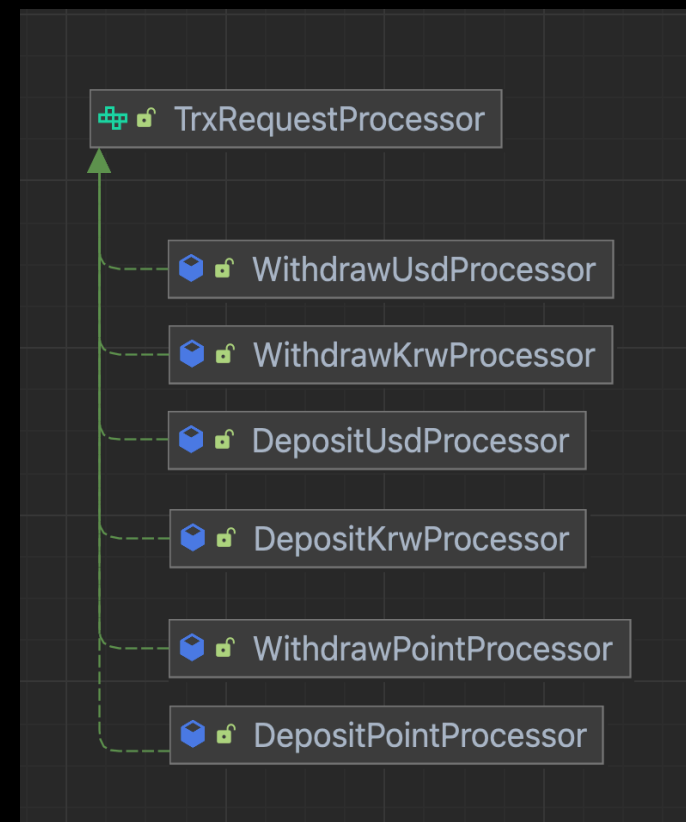 TrxRequestProcessor
WithdrawUsdProcessor
WithdrawKrwProcessor
DepositUsdProcessor
DepositKrwProcessor
WithdrawPointProcessor
DepositPointProcessor